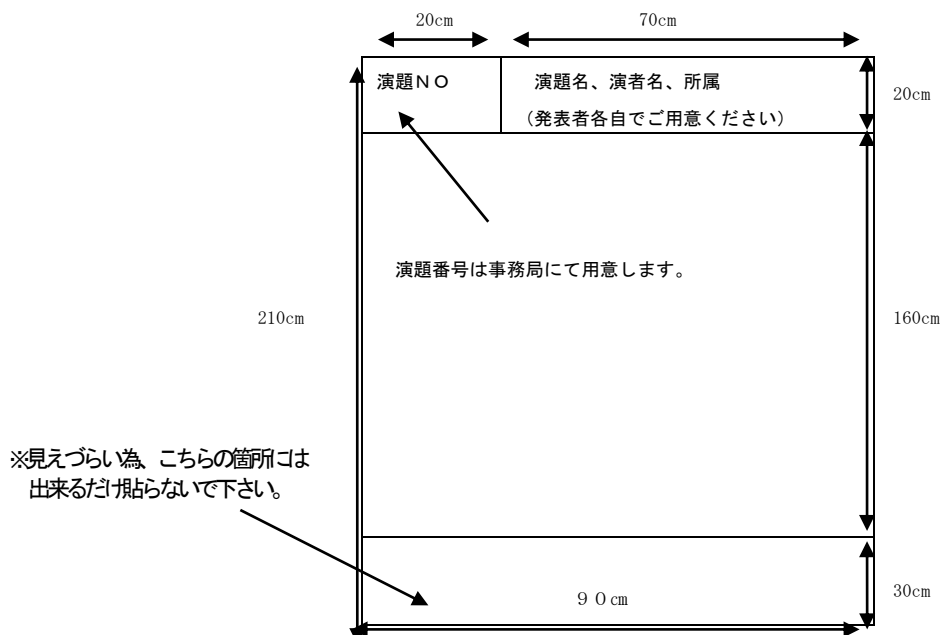 20cm
70cm
演題NO
演題名、演者名、所属
(発表者各自でご用意ください)
20cm
演題番号は事務局にて用意します。
210cm
160cm
※見えづらい為、こちらの箇所には
出来るだけ貼らないで下さい。
90cm
30cm